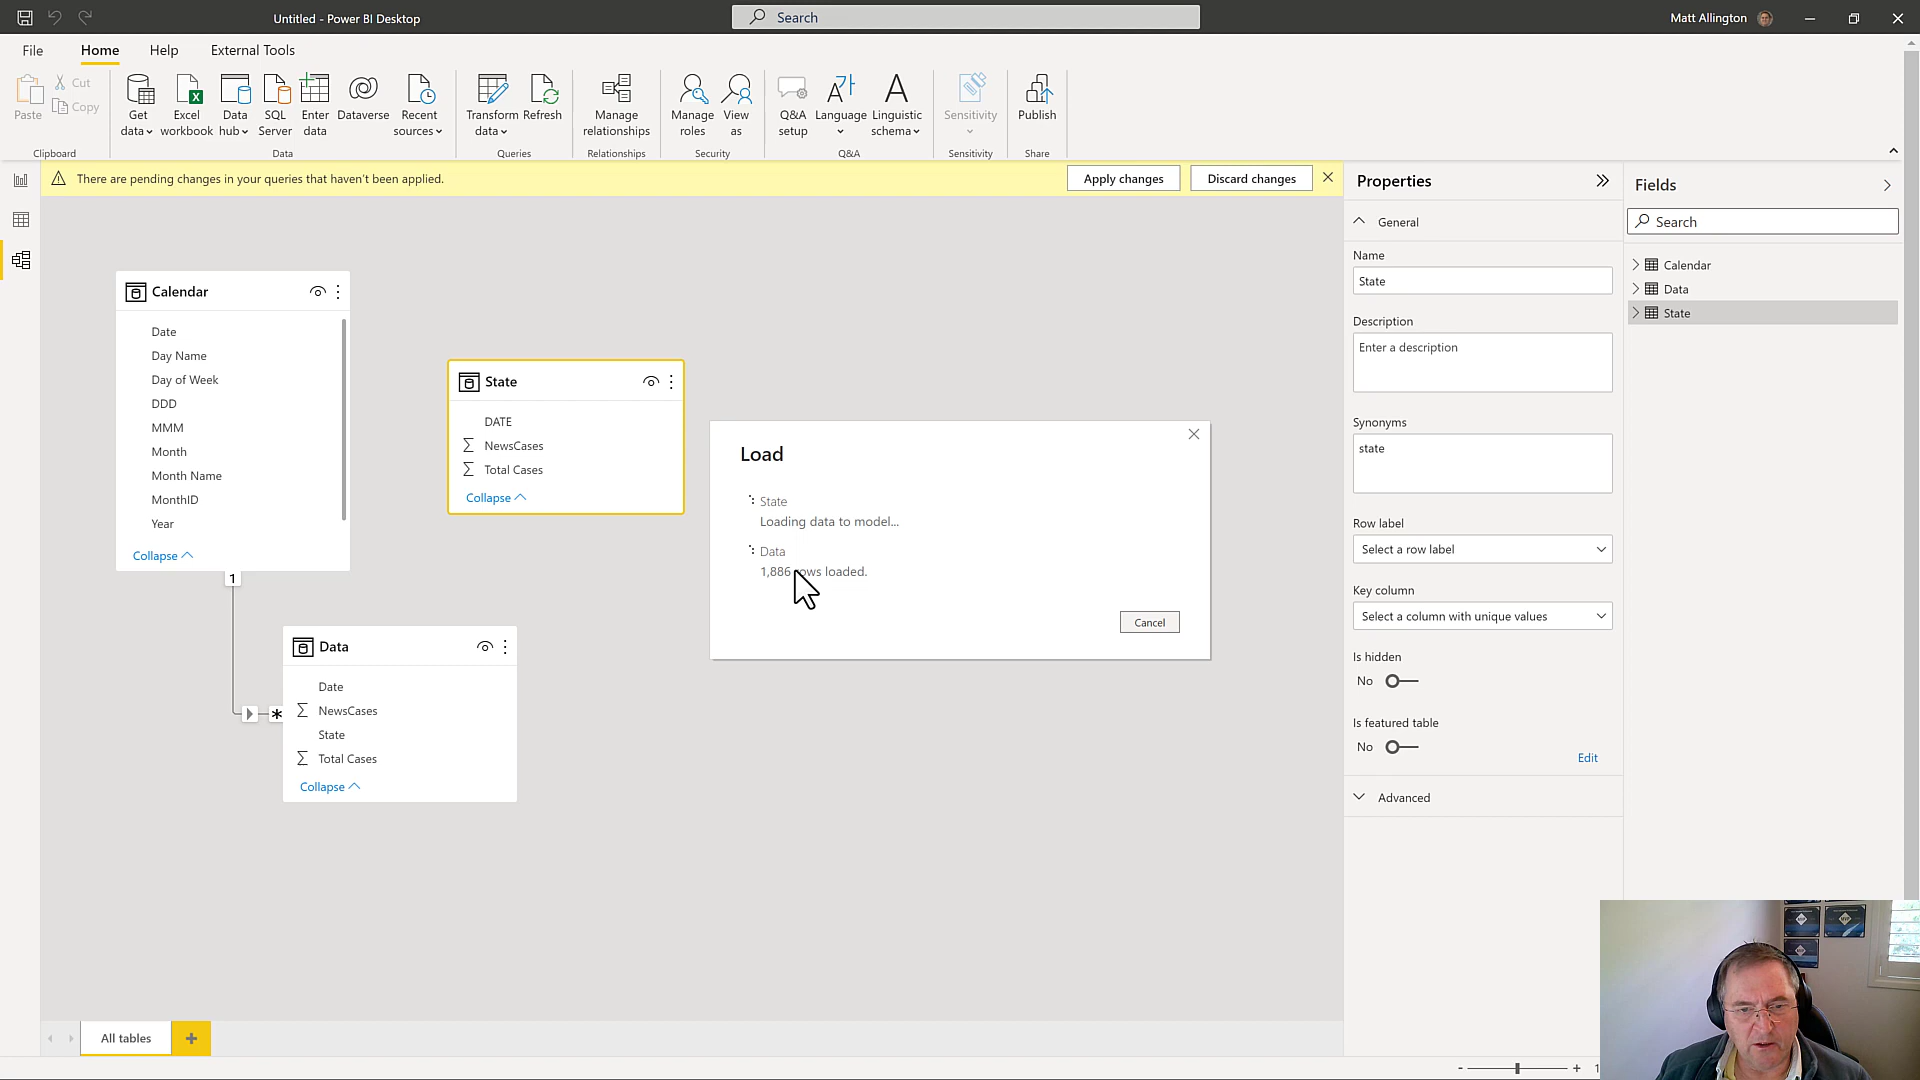 Untitled - Power BI Desktop
Search
Matt Allington
File
Home
Help
External Tools
Paste
Cut
Copy
Get data
Excel workbook
Data hub
SQL Server
Enter data
Dataverse
Recent sources
Transform data
Refresh
Manage relationships
Manage roles
View as
Q&A setup
Language
Linguistic schema
Sensitivity
Publish
Clipboard
Data
Queries
Relationships
Security
Q&A
Sensitivity
Share
There are pending changes in your queries that haven't been applied.
Apply changes
Discard changes
Calendar
Date
Day Name
Day of Week
DDD
MMM
Month
Month Name
MonthID
Year
Collapse
1
State
DATE
Σ NewsCases
Σ Total Cases
Collapse
Data
Date
Σ NewsCases
State
Σ Total Cases
Collapse
*
Load
State
Loading data to model...
Data
1,886 rows loaded.
Cancel
Properties
General
Name
State
Description
Enter a description
Synonyms
state
Row label
Select a row label
Key column
Select a column with unique values
Is hidden
No
Is featured table
No
Edit
Advanced
Fields
Search
Calendar
Data
State
All tables
+
- + 1